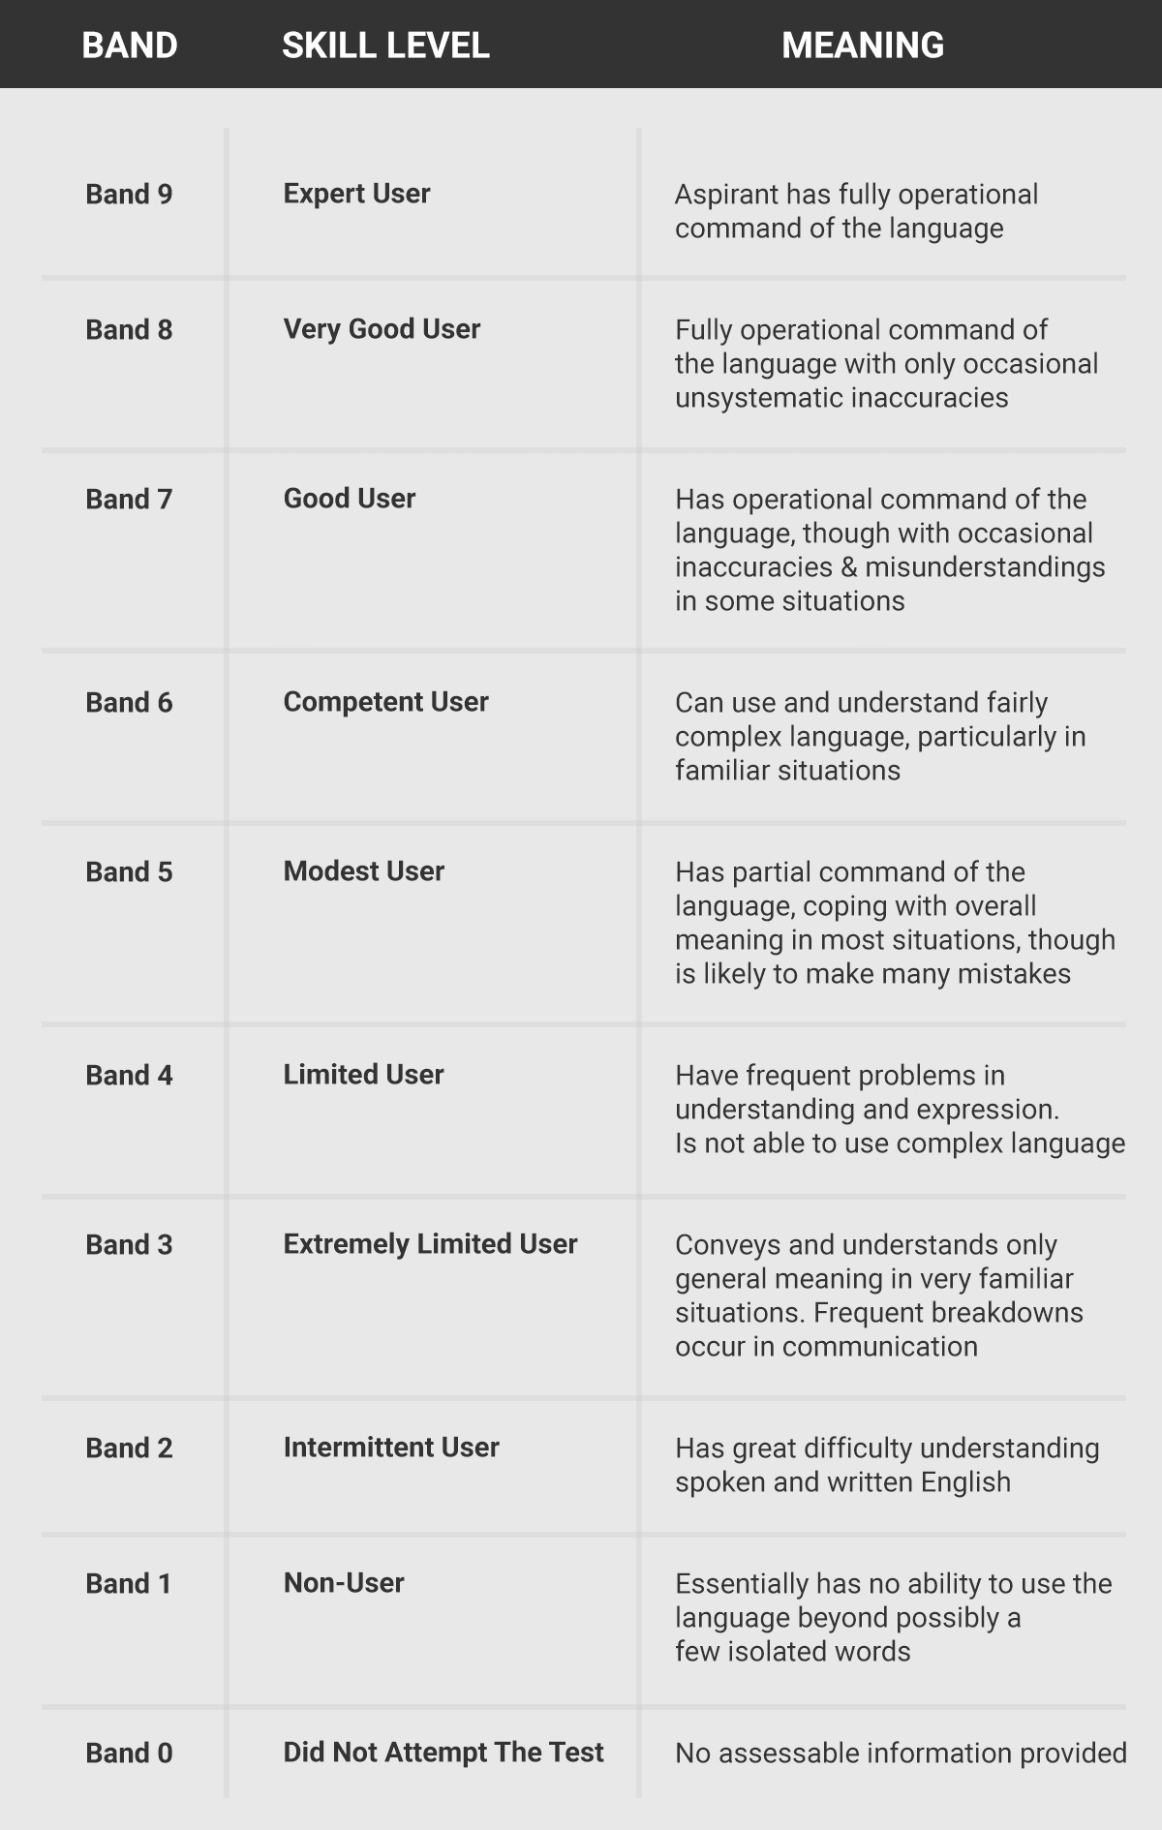 BAND SKILL LEVEL MEANING
Band 9 Expert User Aspirant has fully operational
command of the language
Band 8 Very Good User Fully operational command of
the language with only occasional
unsystematic inaccuracies
Band 7 Good User Has operational command of the
language, though with occasional
inaccuracies & misunderstandings
in some situations
Band 6 Competent User Can use and understand fairly
complex language, particularly in
familiar situations
Band 5 Modest User Has partial command of the
language, coping with overall
meaning in most situations, though
is likely to make many mistakes
Band 4 Limited User Have frequent problems in
understanding and expression.
Is not able to use complex language
Band 3 Extremely Limited User Conveys and understands only
general meaning in very familiar
situations. Frequent breakdowns
occur in communication
Band 2 Intermittent User Has great difficulty understanding
spoken and written English
Band 1 Non-User Essentially has no ability to use the
language beyond possibly a
few isolated words
Band 0 Did Not Attempt The Test No assessable information provided